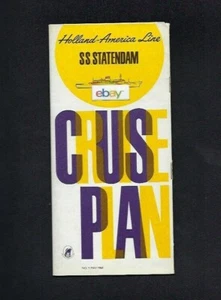 Holland-America Line
SS STATENDAM
ebay
CRUISE
PLAN